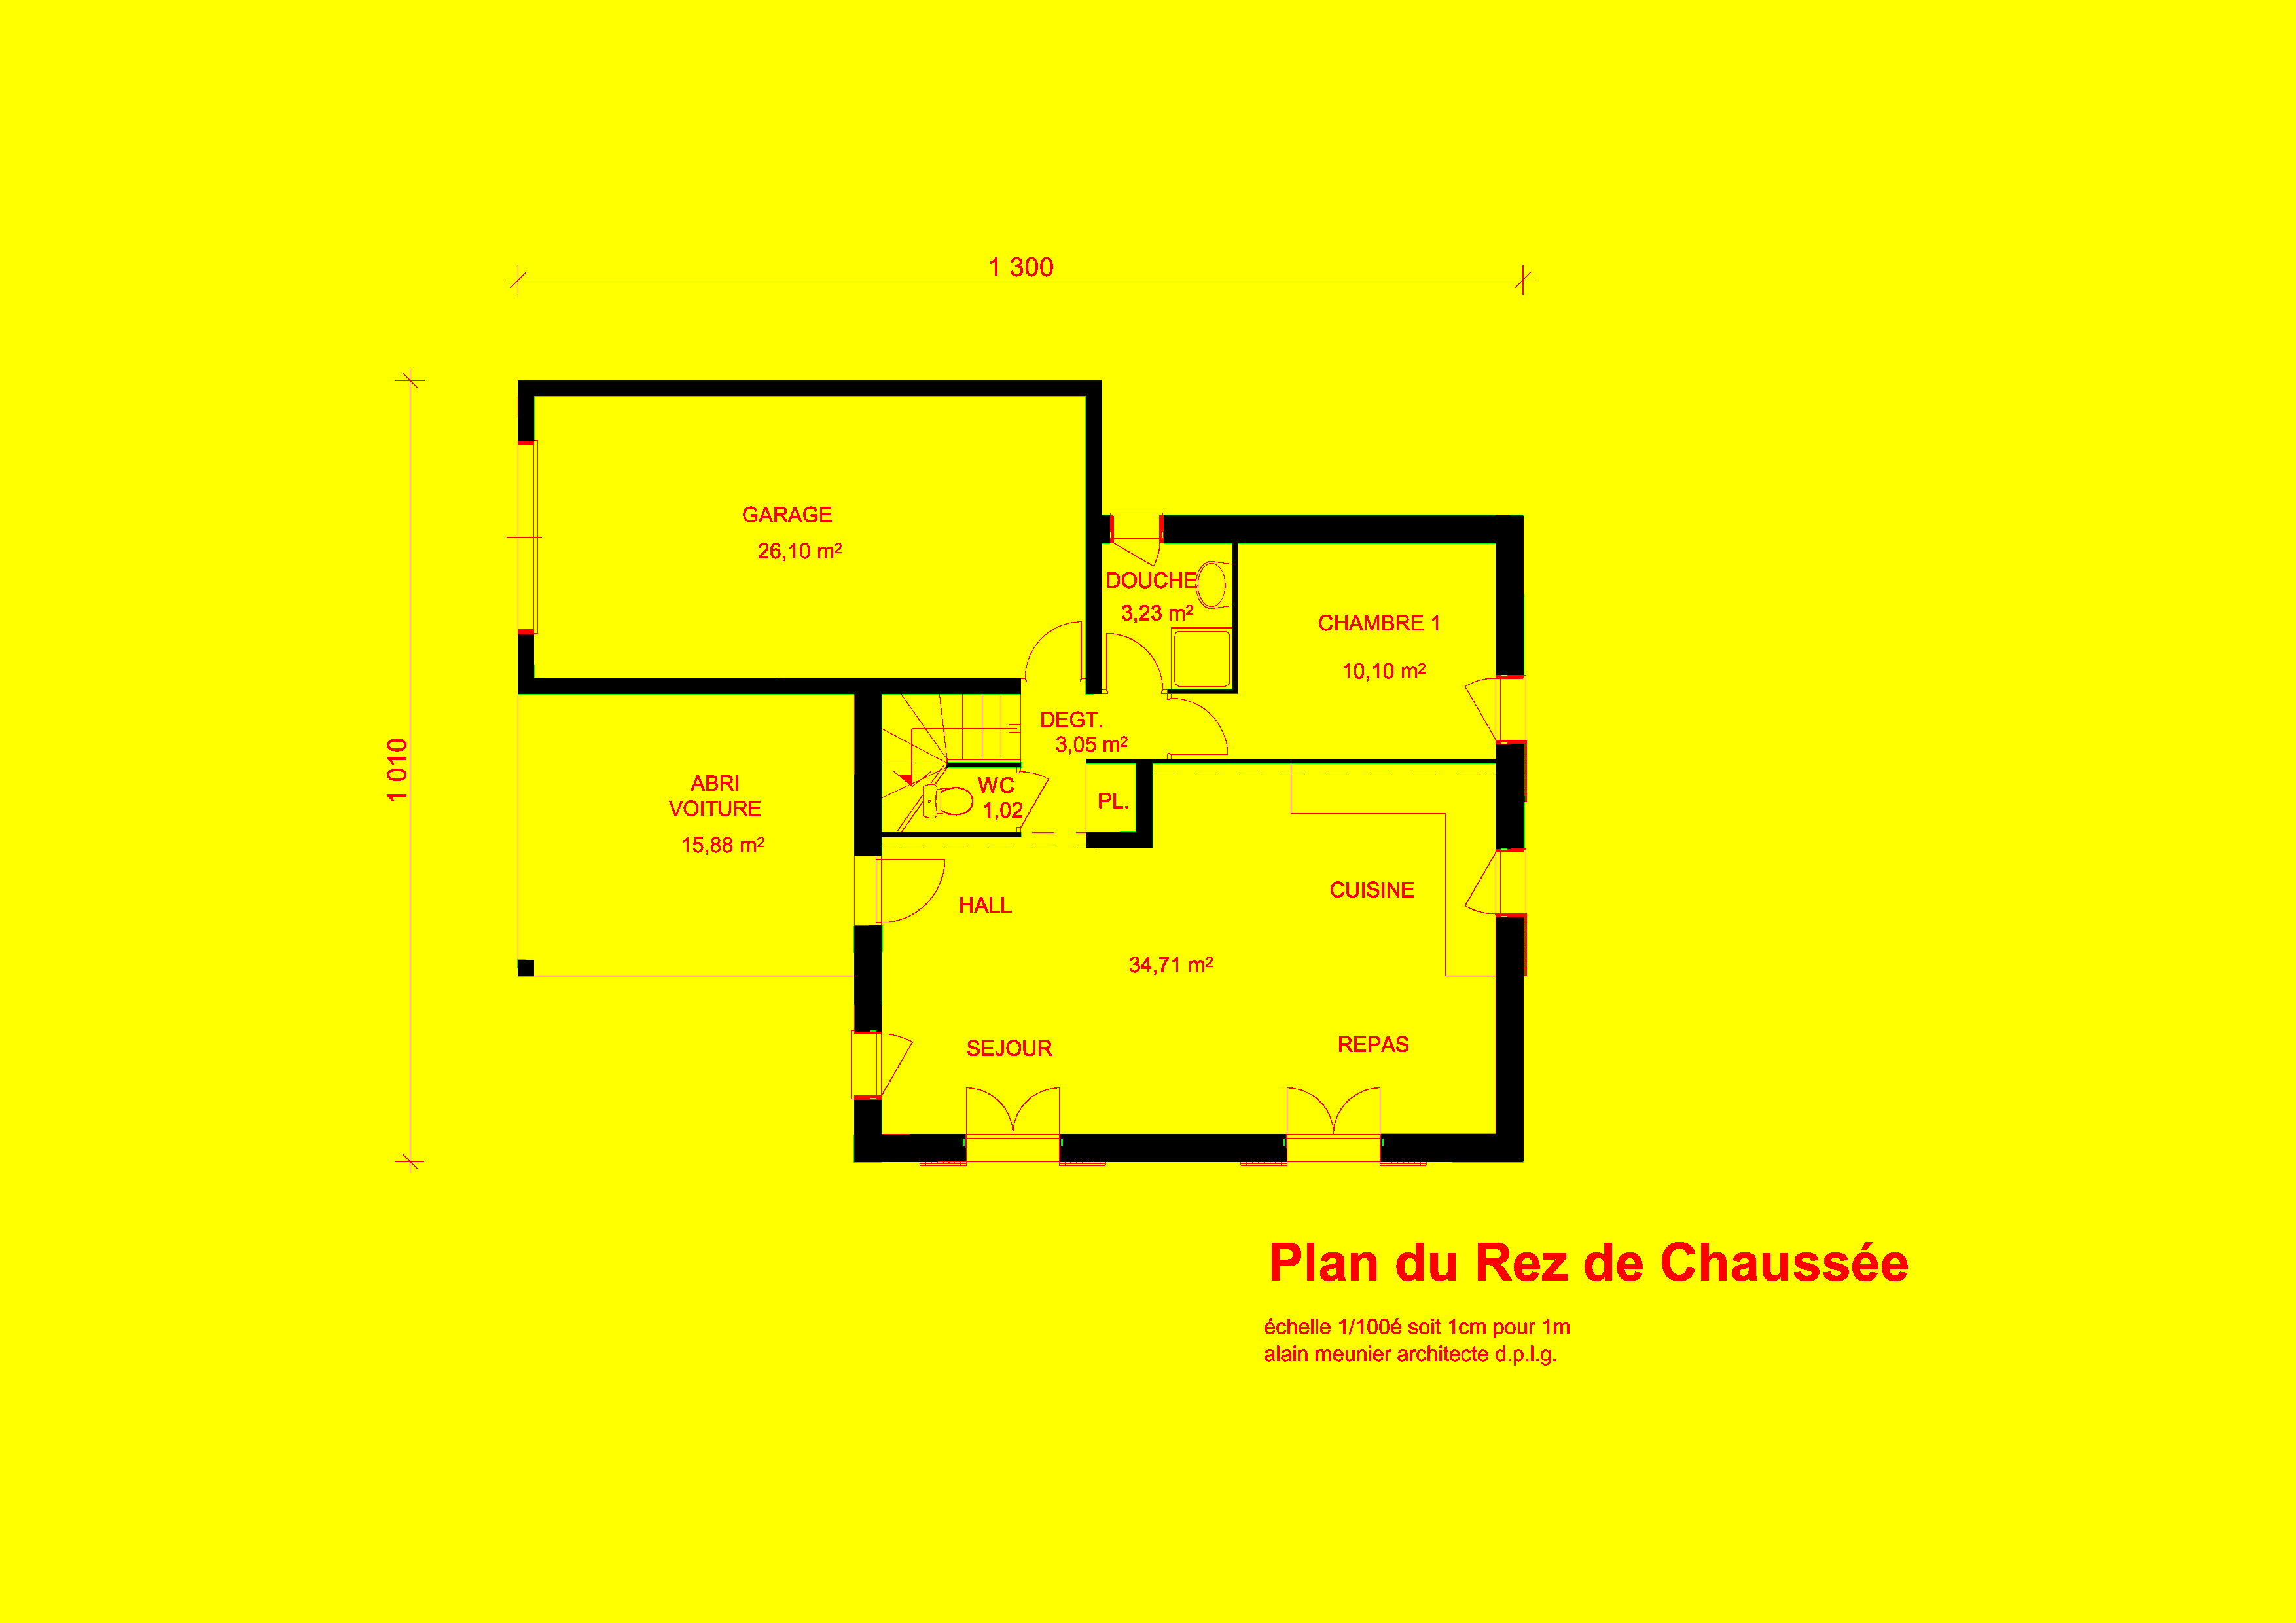 1 300
GARAGE
26,10 m²
DOUCHE
3,23 m²
CHAMBRE 1
10,10 m²
DEGT.
3,05 m²
1 010
ABRI
VOITURE
15,88 m²
WC
1,02
PL.
HALL
CUISINE
34,71 m²
SEJOUR
REPAS
Plan du Rez de Chaussée
échelle 1/100é soit 1cm pour 1m
alain meunier architecte d.p.l.g.